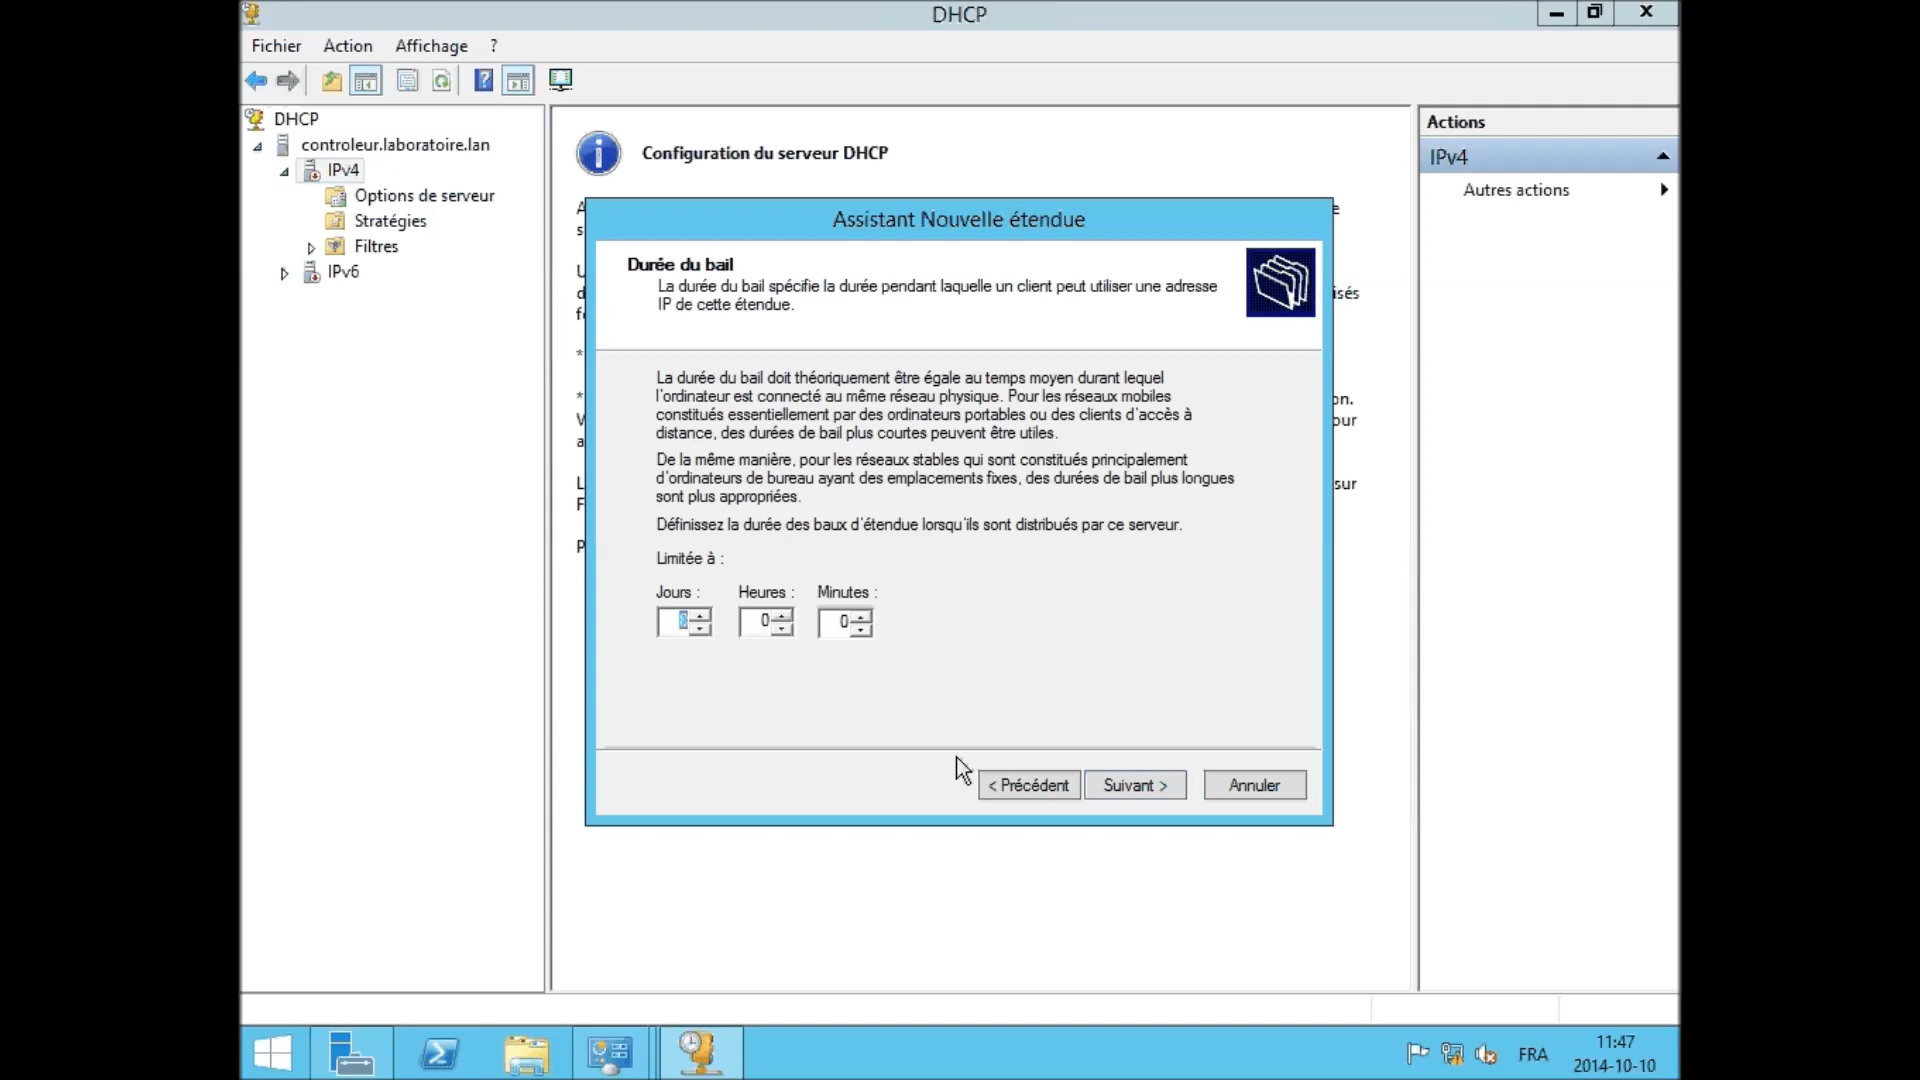 DHCP
Fichier Action Affichage ?
DHCP
controleur.laboratoire.lan
IPv4
Options de serveur
Stratégies
Filtres
IPv6
Configuration du serveur DHCP
Assistant Nouvelle étendue
Durée du bail
La durée du bail spécifie la durée pendant laquelle un client peut utiliser une adresse
IP de cette étendue.
La durée du bail doit théoriquement être égale au temps moyen durant lequel
l'ordinateur est connecté au même réseau physique. Pour les réseaux mobiles
constitués essentiellement par des ordinateurs portables ou des clients d'accès à
distance, des durées de bail plus courtes peuvent être utiles.
De la même manière, pour les réseaux stables qui sont constitués principalement
d'ordinateurs de bureau ayant des emplacements fixes, des durées de bail plus longues
sont plus appropriées.
Définissez la durée des baux d'étendue lorsqu'ils sont distribués par ce serveur.
Limitée à :
Jours : Heures : Minutes :
0 0
< Précédent Suivant > Annuler
Actions
IPv4
Autres actions
FRA
11:47
2014-10-10